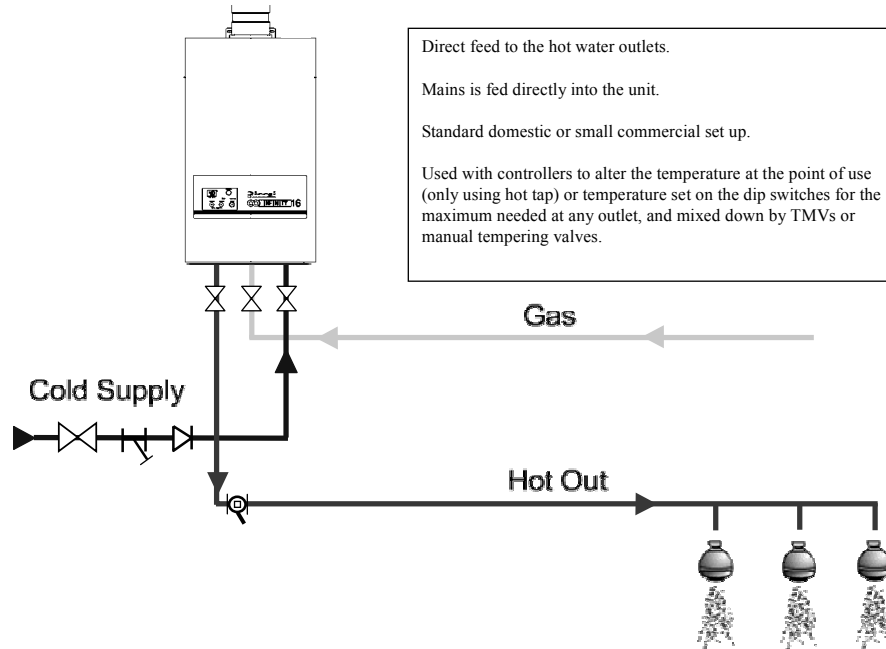 Direct feed to the hot water outlets.
Mains is fed directly into the unit.
Standard domestic or small commercial set up.
Used with controllers to alter the temperature at the point of use
(only using hot tap) or temperature set on the dip switches for the
maximum needed at any outlet, and mixed down by TMVs or
manual tempering valves.
Rinnai
INFINITY 16
Gas
Cold Supply
Hot Out